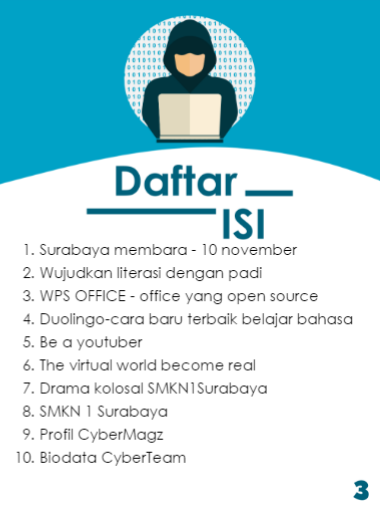 Daftar
ISI
1. Surabaya membara - 10 november
2. Wujudkan literasi dengan padi
3. WPS OFFICE - office yang open source
4. Duolingo-cara baru terbaik belajar bahasa
5. Be a youtuber
6. The virtual world become real
7. Drama kolosal SMKN1Surabaya
8. SMKN 1 Surabaya
9. Profil CyberMagz
10. Biodata CyberTeam
3